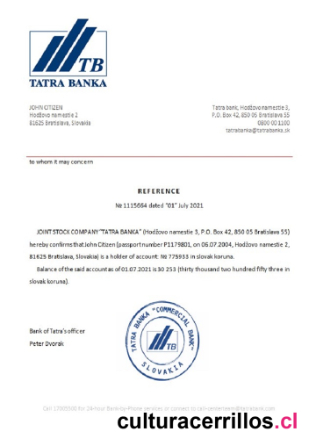 TB
TATRA BANKA
JOHN CITIZEN
Hodžovo namestie 2
81625 Bratislava, Slovakia
Tatra bank, Hodžovo namestie 3,
P.O. Box 42, 850 05 Bratislava 55
0800 00 1100
tatrabanka@tatrabanka.sk
to whom it may concern
REFERENCE
№ 1115664 dated "01" July 2021
JOINT STOCK COMPANY "TATRA BANKA" (Hodžovo namestie 3, P.O. Box 42, 850 05 Bratislava 55)
hereby confirms that John Citizen (passport number P1179801, on 06.07.2004, Hodžovo namestie 2,
81625 Bratislava, Slovakia) is a holder of account: № 775933 in slovak koruna.
Balance of the said account as of 01.07.2021 is 30 253 (thirty thousand two hundred fifty three in
slovak koruna).
Bank of Tatra's officer
Peter Dvorak
TATRA BANKA "COMMERCIAL BANK"
TB
SLOVAKIA
culturacerrillos.cl